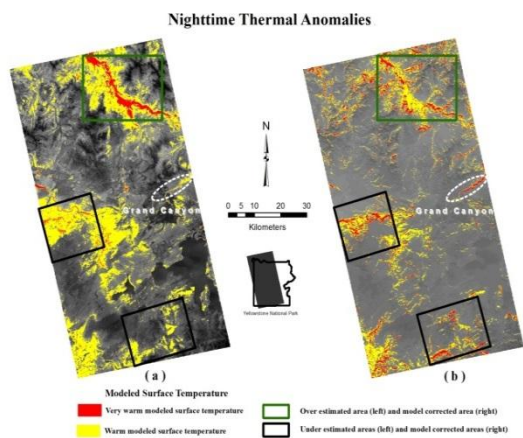 Nighttime Thermal Anomalies
N
Grand Canyon
Grand Canyon
0 5 10 20 30
Kilometers
Yellowstone National Park
( a )
( b )
Modeled Surface Temperature
Very warm modeled surface temperature
Over estimated area (left) and model corrected area (right)
Warm modeled surface temperature
Under estimated areas (left) and model corrected areas (right)